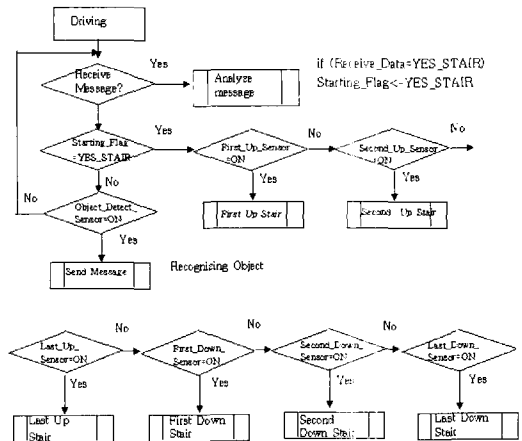 Driving
Receive
Message?
Yes
Analyze
message
if (Receive_Data=YES_STAIR)
Starting_Flag<-YES_STAIR
Starting_Flag
=YES_STAIR
Yes
First_Up_Sensor
=ON
No
Second_Up_Sensor
=ON
No
No
No
Yes
Yes
Object_Detect_
Sensor=ON
First Up Stair
Second Up Stair
Yes
Send Message
Recognizing Object
Last_Up_
Sensor=ON
No
First_Down_
Sensor=ON
No
Second_Down_
Sensor=ON
No
Last_Down_
Sensor=ON
Yes
Yes
Yes
Yes
Last Up
Stair
First Down
Stair
Second
Down Stair
Last Down
Stair